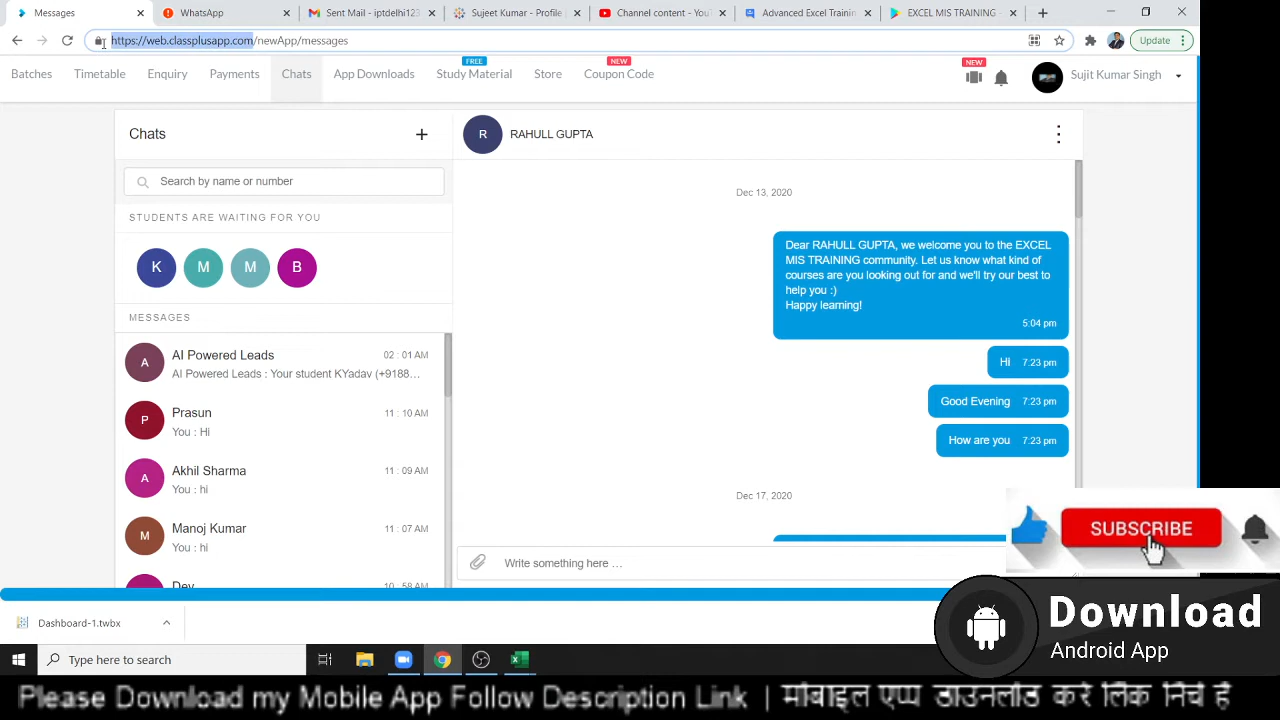 Messages
WhatsApp
Sent Mail - iptdelhi123
Sujeet Kumar - Profile
Channel content - YouT
Advanced Excel Trainin
EXCEL MIS TRAINING -
https://web.classplusapp.com/newApp/messages
Update
Batches
Timetable
Enquiry
Payments
Chats
App Downloads
FREE
Study Material
Store
NEW
Coupon Code
NEW
Sujit Kumar Singh
Chats
+
R
RAHULL GUPTA
Search by name or number
STUDENTS ARE WAITING FOR YOU
K
M
M
B
MESSAGES
A
AI Powered Leads
02 : 01 AM
AI Powered Leads : Your student KYadav (+9188...
P
Prasun
11 : 10 AM
You : Hi
A
Akhil Sharma
11 : 09 AM
You : hi
M
Manoj Kumar
11 : 07 AM
You : hi
Dev
10 : 58 AM
Dec 13, 2020
Dear RAHULL GUPTA, we welcome you to the EXCEL
MIS TRAINING community. Let us know what kind of
courses are you looking out for and we'll try our best to
help you :)
Happy learning!
5:04 pm
Hi 7:23 pm
Good Evening 7:23 pm
How are you 7:23 pm
Dec 17, 2020
Write something here ...
SUBSCRIBE
Download
Android App
Dashboard-1.twbx
Type here to search
Please Download my Mobile App Follow Description Link | मोबाइल एप्प डाउनलोड करे लिंक निचे है